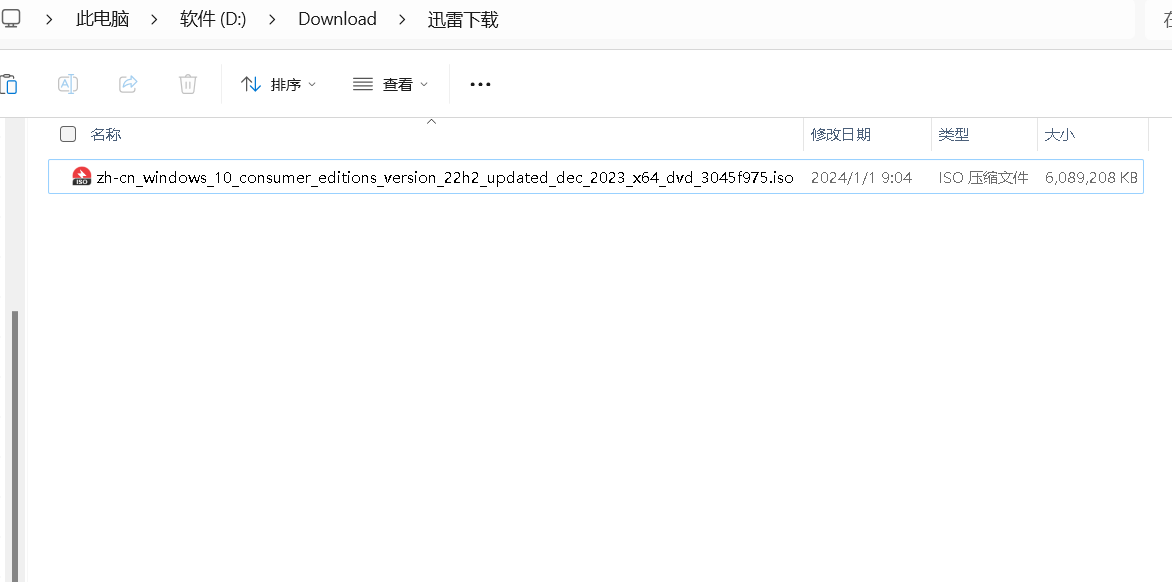 此电脑 软件 (D:) Download 迅雷下载
排序 查看
名称 修改日期 类型 大小
zh-cn_windows_10_consumer_editions_version_22h2_updated_dec_2023_x64_dvd_3045f975.iso 2024/1/1 9:04 ISO 压缩文件 6,089,208 KB